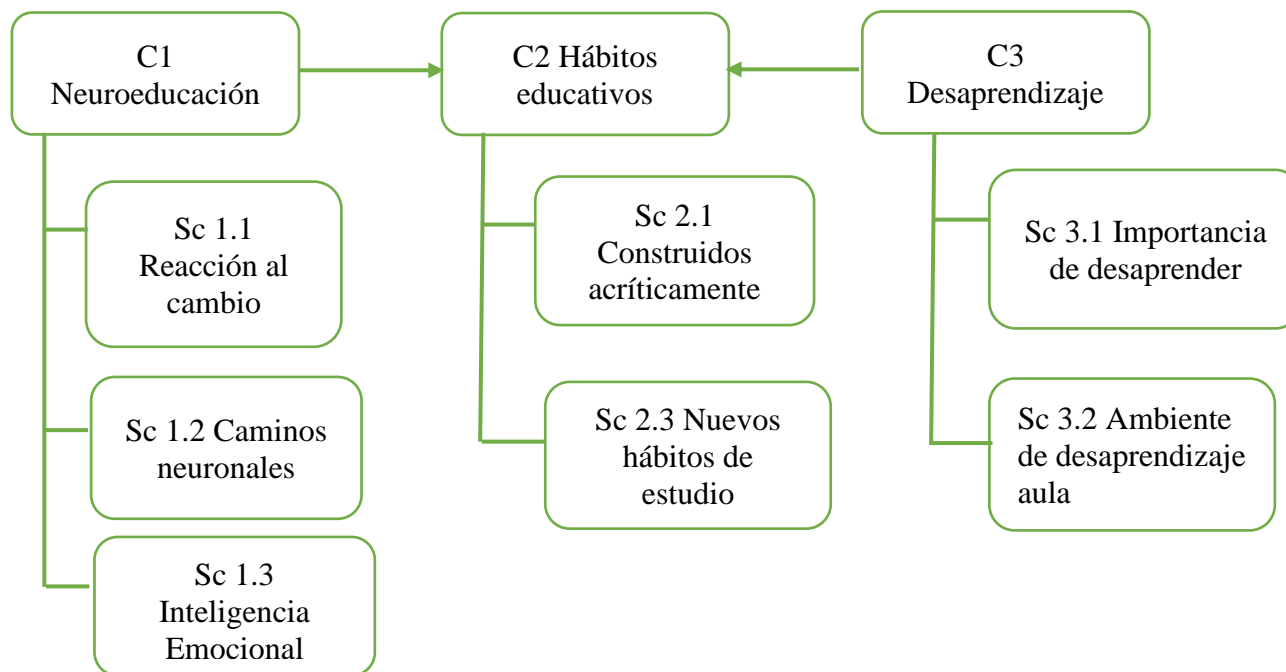 C1
Neuroeducación
C2 Hábitos
educativos
C3
Desaprendizaje
Sc 1.1
Reacción al
cambio
Sc 1.2 Caminos
neuronales
Sc 1.3
Inteligencia
Emocional
Sc 2.1
Construidos
acríticamente
Sc 2.3 Nuevos
hábitos de
estudio
Sc 3.1 Importancia
de desaprender
Sc 3.2 Ambiente
de desaprendizaje
aula